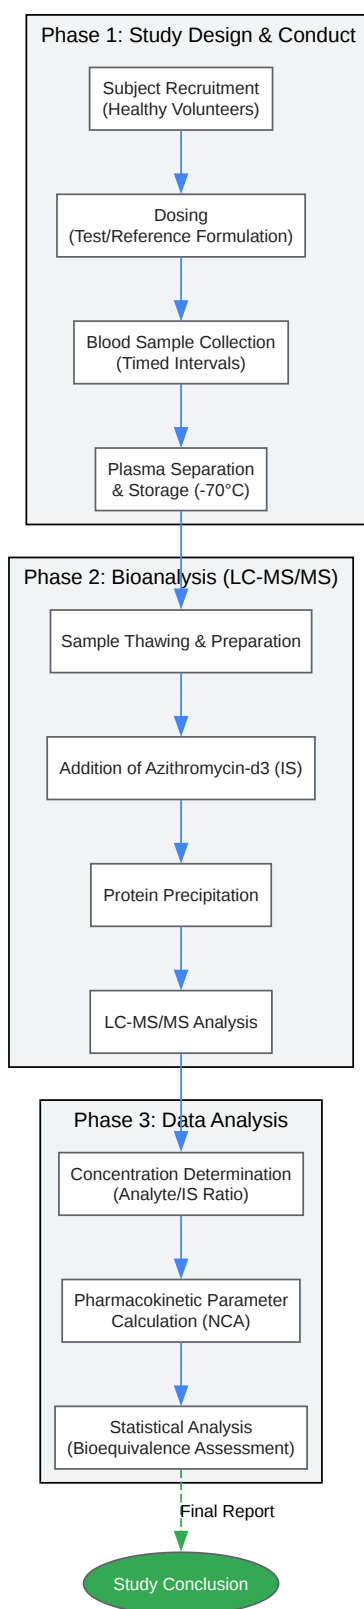 Phase 1: Study Design & Conduct
Subject Recruitment
(Healthy Volunteers)
Dosing
(Test/Reference Formulation)
Blood Sample Collection
(Timed Intervals)
Plasma Separation
& Storage (-70°C)
Phase 2: Bioanalysis (LC-MS/MS)
Sample Thawing & Preparation
Addition of Azithromycin-d3 (IS)
Protein Precipitation
LC-MS/MS Analysis
Phase 3: Data Analysis
Concentration Determination
(Analyte/IS Ratio)
Pharmacokinetic Parameter
Calculation (NCA)
Statistical Analysis
(Bioequivalence Assessment)
Final Report
Study Conclusion